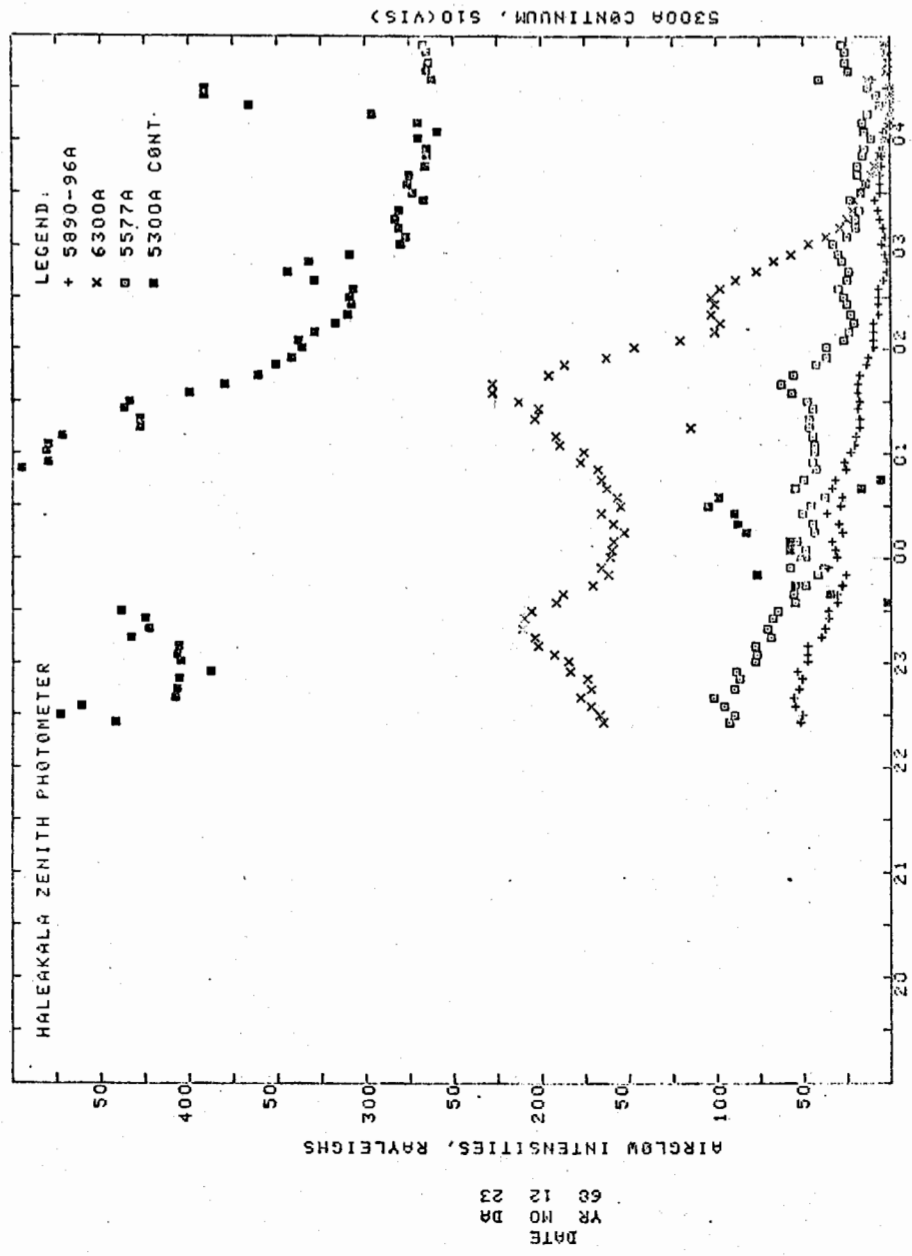 HALEAKALA ZENITH PHOTOMETER
LEGEND:
+ 5890-96A
x 6300A
5577A
5300A CONT.
5300A CONTINUUM, S10(VIS)
AIRGLOW INTENSITIES, RAYLEIGHS
50
400
50
300
50
200
50
100
50
20
21
22
23
00
01
02
03
04
DATE
YR MO DA
68 12 23